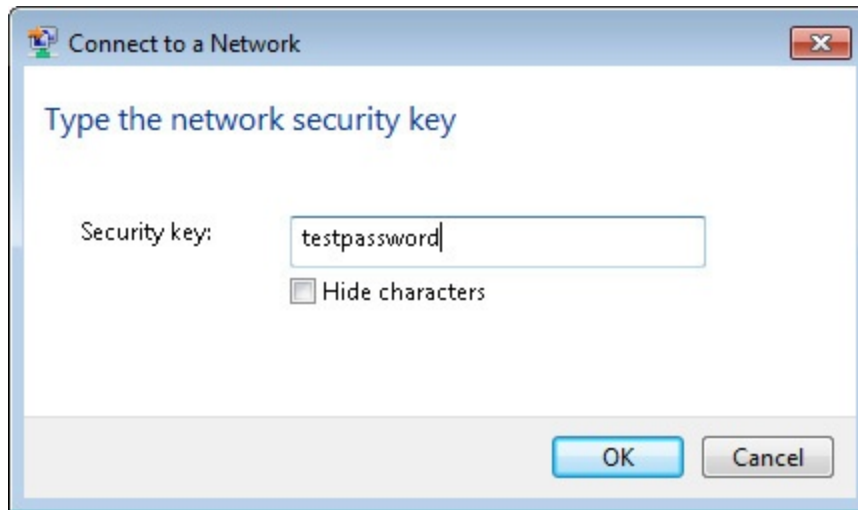 Connect to a Network
Type the network security key
Security key: testpassword
Hide characters
OK Cancel